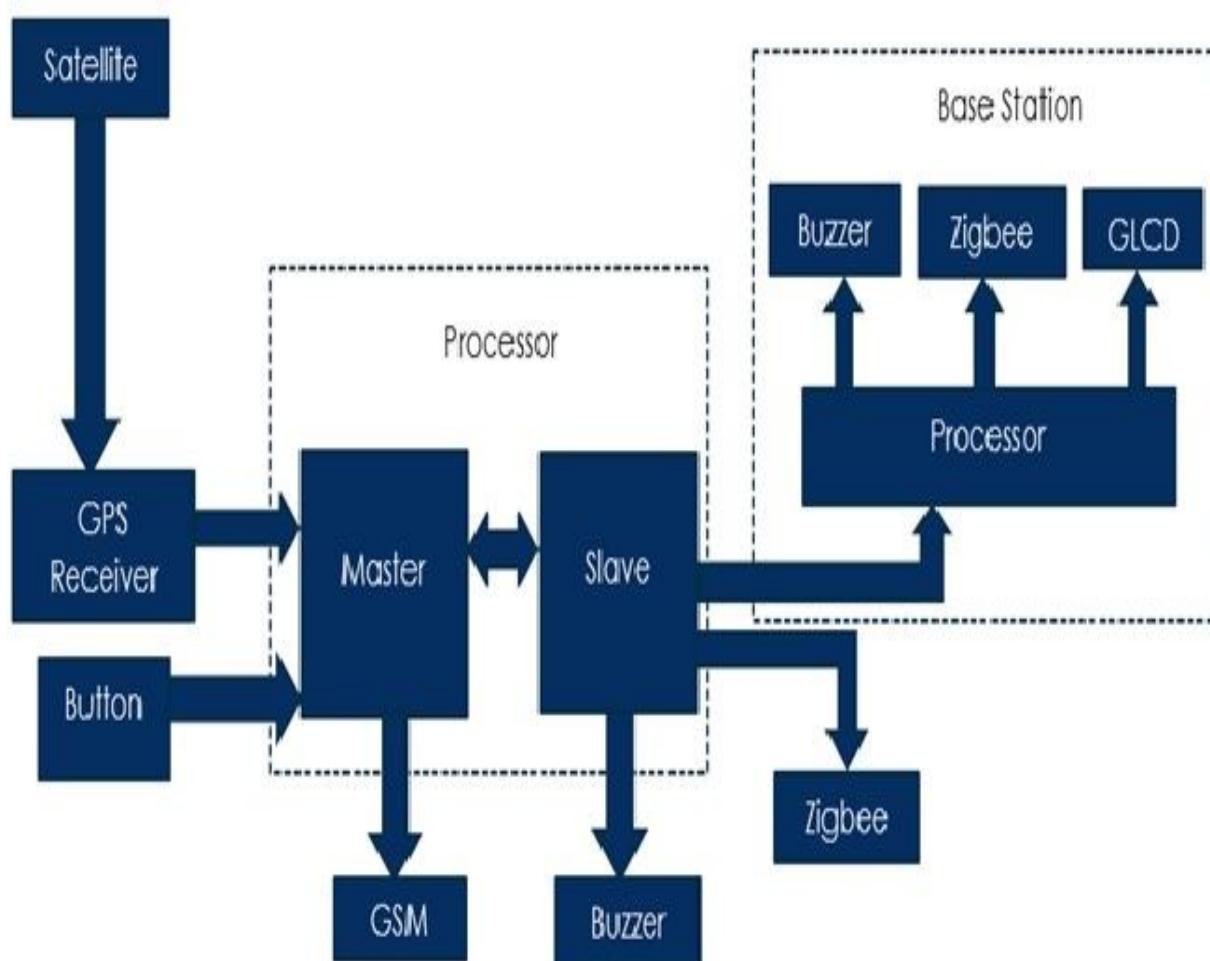 Satellite
Base Station
Buzzer
Zigbee
GLCD
Processor
Processor
GPS
Receiver
Master
Slave
Button
Zigbee
GSM
Buzzer